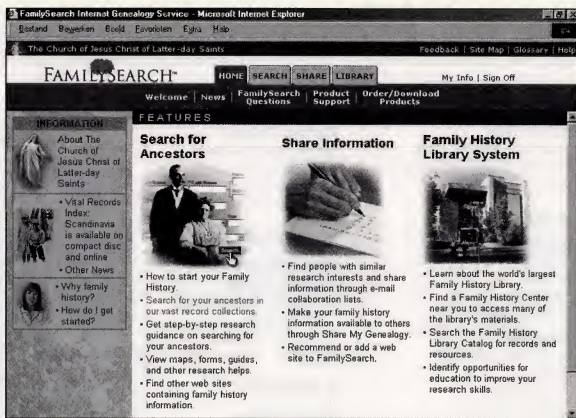 FamilySearch Internet Genealogy Service - Microsoft Internet Explorer
Bestand Bewerken Beeld Favorieten Extra Help
The Church of Jesus Christ of Latter-day Saints
Feedback | Site Map | Glossary | Help
FAMILYSEARCH™
HOME SEARCH SHARE LIBRARY
My Info | Sign Off
Welcome | News | FamilySearch Questions | Product Support | Order/Download Products
INFORMATION
About The
Church of
Jesus Christ of
Latter-day
Saints
• Vital Records
Index:
Scandinavia
is available on
compact disc
and online
• Other News
• Why family
history?
• How do I get
started?
FEATURES
Search for
Ancestors
Search
• How to start your Family
History.
• Search for your ancestors in
our vast record collections.
• Get step-by-step research
guidance on searching for
your ancestors.
• View maps, forms, guides,
and other research helps.
• Find other web sites
containing family history
information.
Share Information
• Find people with similar
research interests and share
information through e-mail
collaboration lists.
• Make your family history
information available to others
through Share My Genealogy.
• Recommend or add a web
site to FamilySearch.
Family History
Library System
• Learn about the world's largest
Family History Library.
• Find a Family History Center
near you to access many of
the library's materials.
• Search the Family History
Library Catalog for records and
resources.
• Identify opportunities for
education to improve your
research skills.